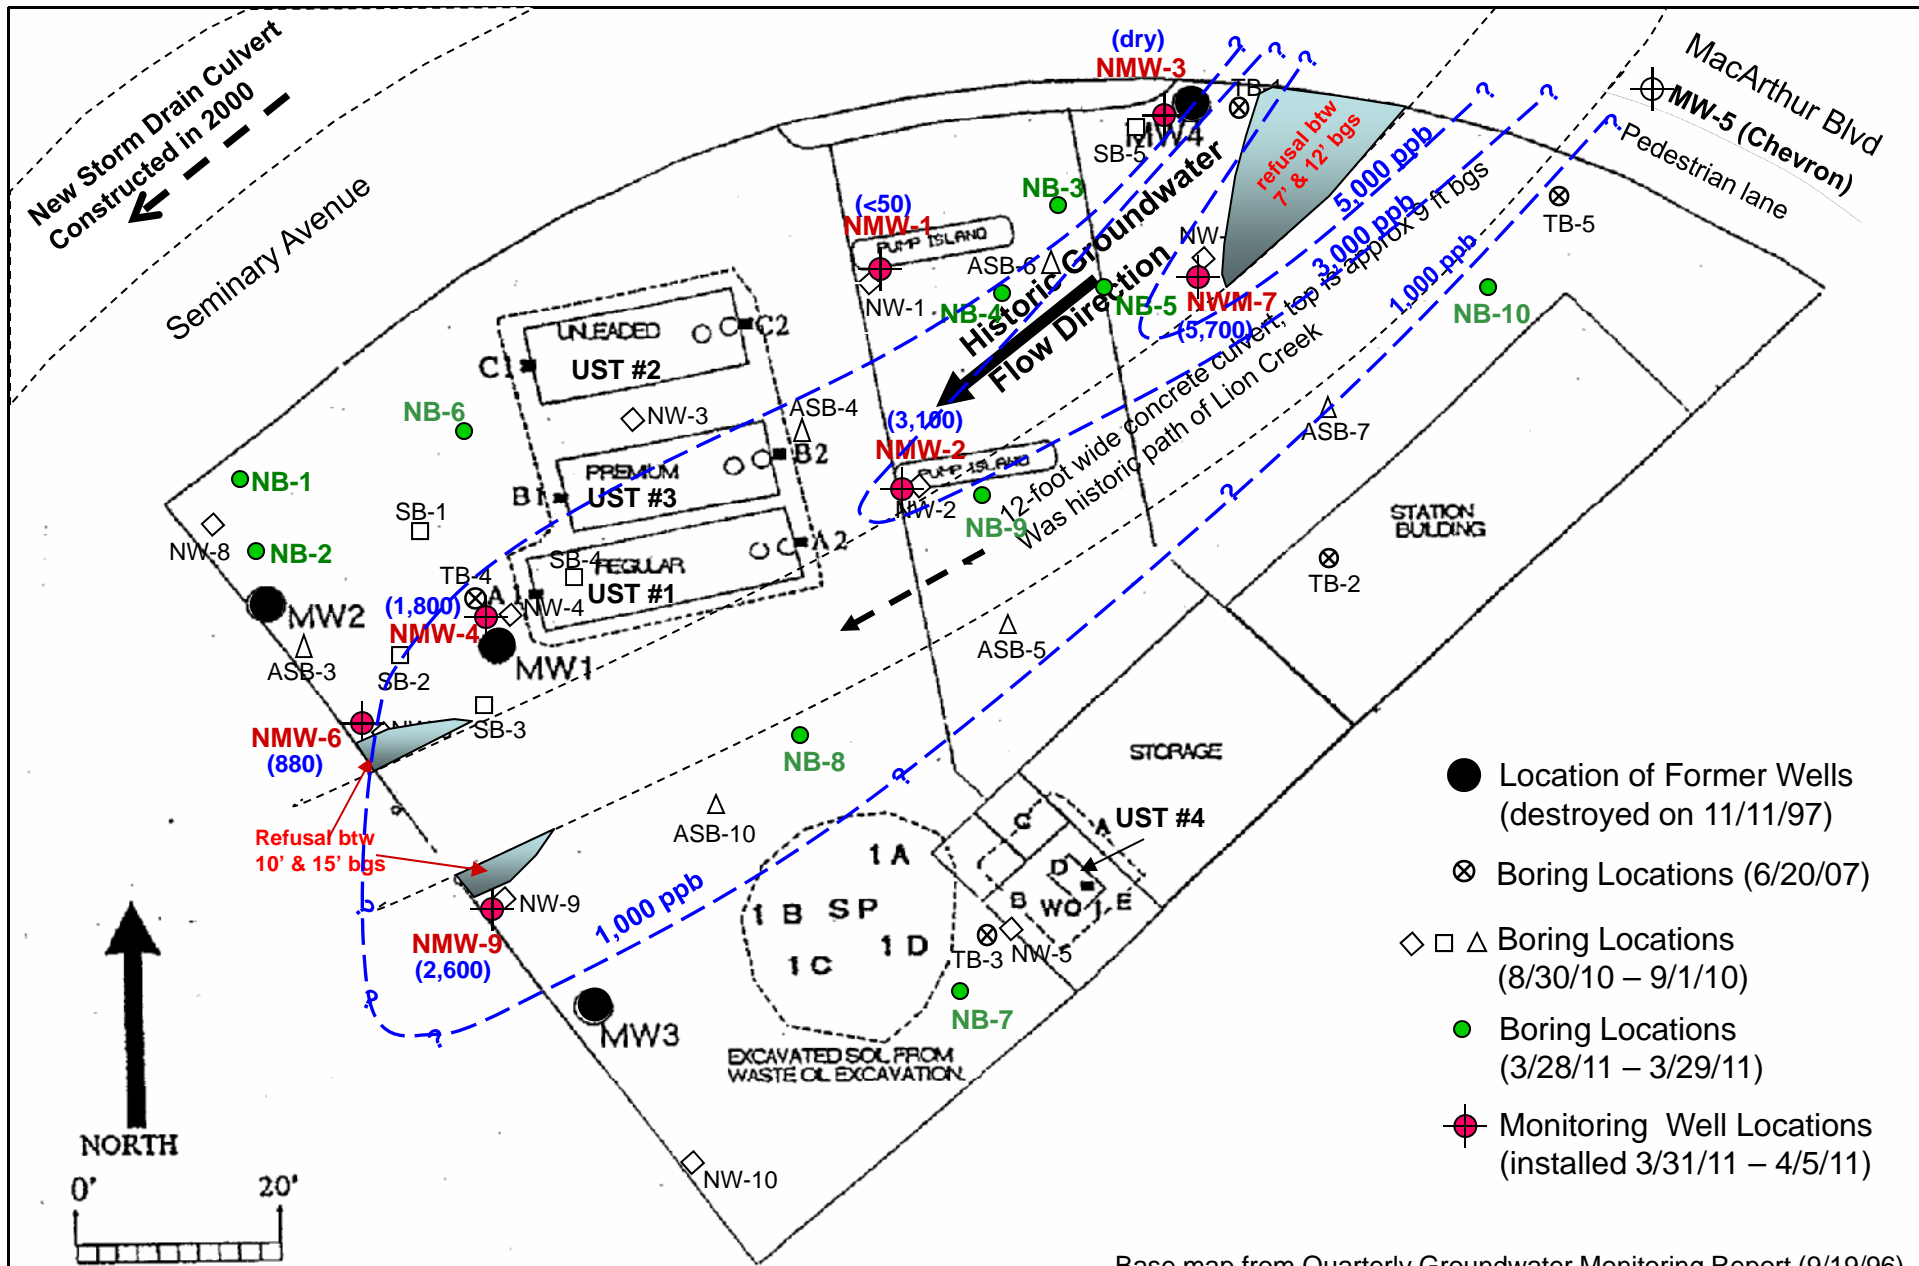 New Storm Drain Culvert
Constructed in 2000
Seminary Avenue
(dry)
NMW-3
TB-1
MW4
SB-5
refusal btw
7' & 12' bgs
MacArthur Blvd
MW-5 (Chevron)
Pedestrian lane
TB-5
5,000 ppb
3,000 ppb
1,000 ppb
NB-3
(<50)
NMW-1
PUMP ISLAND
NW-1
ASB-6
NB-4
NB-5
Historic Groundwater
Flow Direction
NW-
NWM-7
(5,700)
NB-10
12-foot wide concrete culvert, top is approx 9 ft bgs
Was historic path of Lion Creek
UNLEADED
UST #2
C1
C2
NW-3
ASB-4
NB-6
PREMIUM
UST #3
B1
B2
(3,100)
NMW-2
PUMP ISLAND
NW-2
NB-9
ASB-7
STATION
BUILDING
TB-2
NB-1
NW-8
NB-2
SB-1
MW2
ASB-3
TB-4
(1,800)
NMW-4
A1
A2
NW-4
SB-4
REGULAR
UST #1
MW1
SB-2
SB-3
ASB-5
NMW-6
(880)
NB-8
ASB-10
STORAGE
UST #4
Refusal btw
10' & 15' bgs
NW-9
NMW-9
(2,600)
1,000 ppb
1 A
1 B
SP
1 C
1 D
C
A
D
B
WO
E
TB-3
NW-5
NB-7
MW3
EXCAVATED SOIL FROM
WASTE OIL EXCAVATION.
NW-10
NORTH
0'
20'
Location of Former Wells
(destroyed on 11/11/97)
Boring Locations (6/20/07)
Boring Locations
(8/30/10 – 9/1/10)
Boring Locations
(3/28/11 – 3/29/11)
Monitoring Well Locations
(installed 3/31/11 – 4/5/11)
Base map from Quarterly Groundwater Monitoring Report (9/19/96)